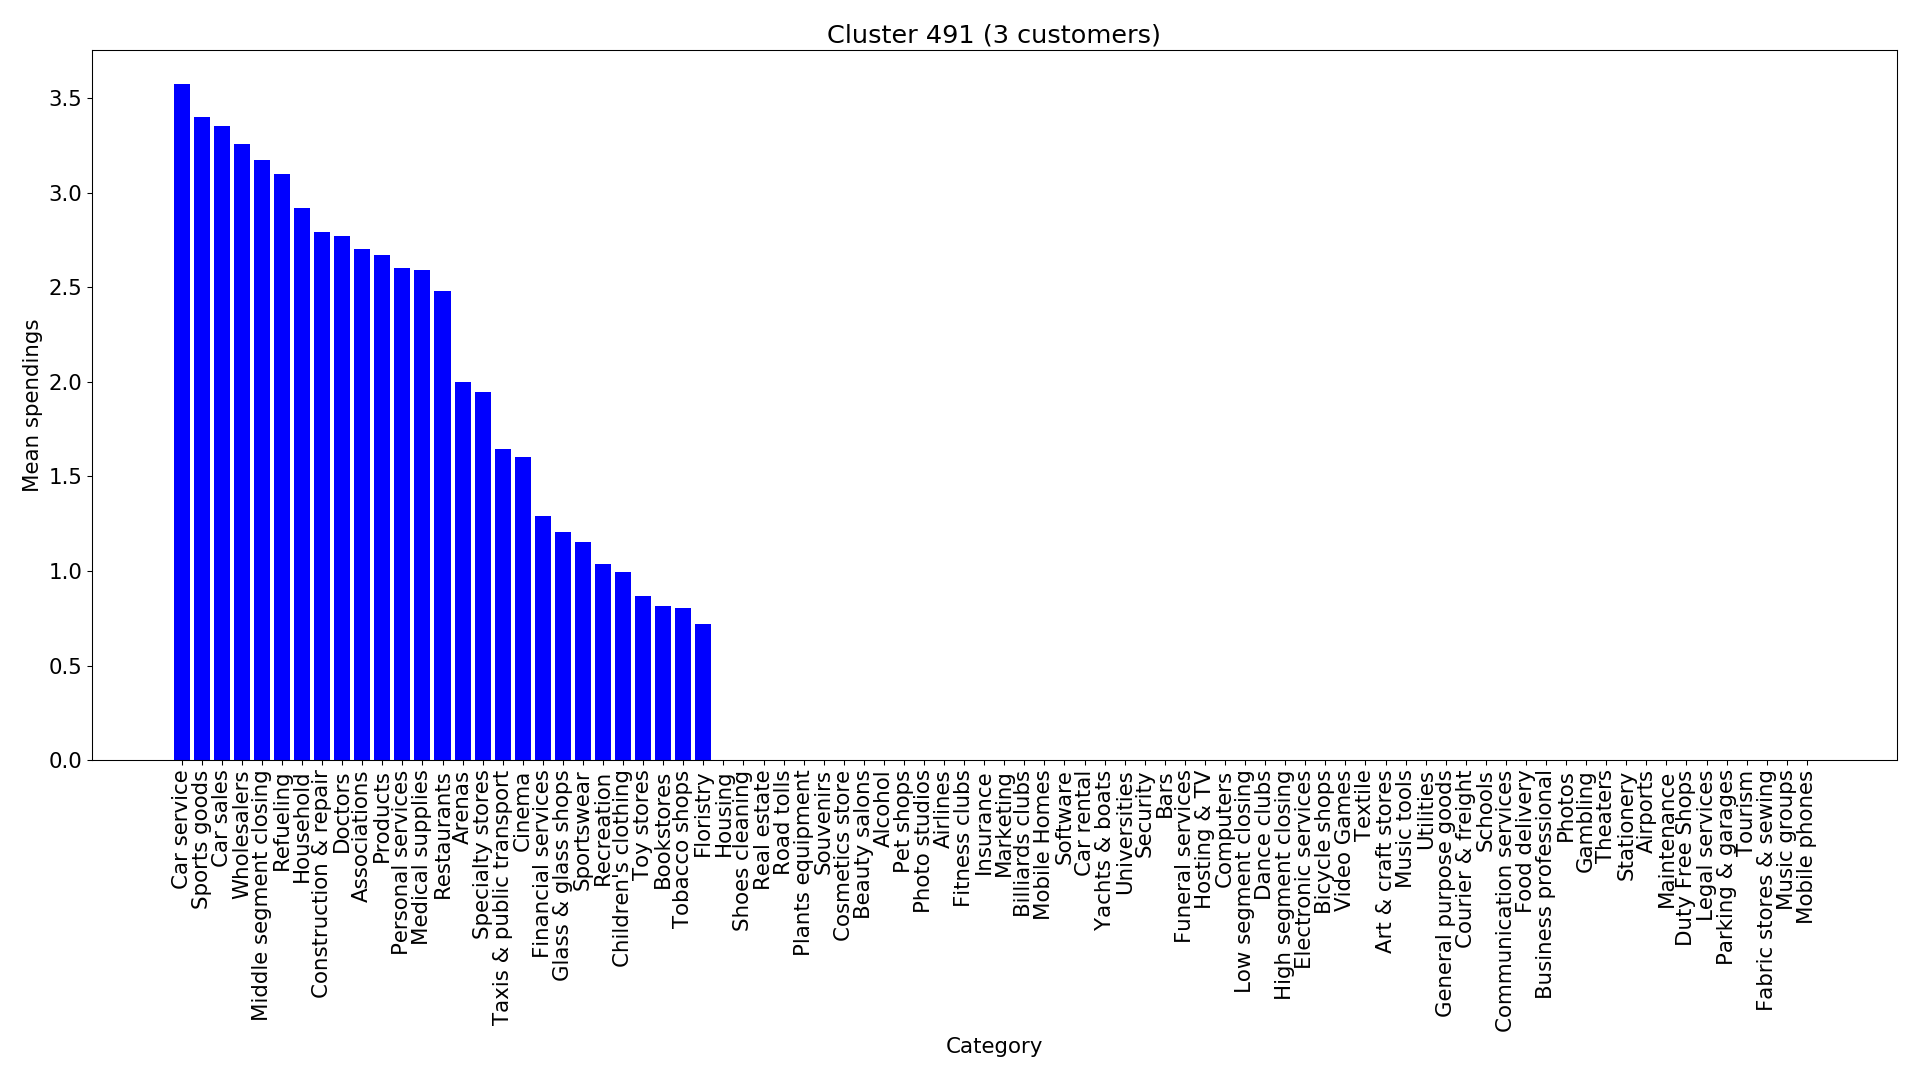 Cluster 491 (3 customers)
Mean spendings
3.5
3.0
2.5
2.0
1.5
1.0
0.5
0.0
Car service
Sports goods
Car sales
Wholesalers
Middle segment closing
Refueling
Household
Construction & repair
Doctors
Associations
Products
Personal services
Medical supplies
Restaurants
Arenas
Specialty stores
Taxis & public transport
Cinema
Financial services
Glass & glass shops
Sportswear
Recreation
Children's clothing
Toy stores
Bookstores
Tobacco shops
Floristry
Housing
Shoes cleaning
Real estate
Road tolls
Plants equipment
Souvenirs
Cosmetics store
Beauty salons
Alcohol
Pet shops
Photo studios
Airlines
Fitness clubs
Insurance
Marketing
Billiards clubs
Mobile Homes
Software
Car rental
Yachts & boats
Universities
Security
Bars
Funeral services
Hosting & TV
Computers
Low segment closing
Dance clubs
High segment closing
Electronic services
Bicycle shops
Video Games
Textile
Art & craft stores
Music tools
Utilities
General purpose goods
Courier & freight
Schools
Communication services
Food delivery
Business professional
Photos
Gambling
Theaters
Stationery
Airports
Maintenance
Duty Free Shops
Legal services
Parking & garages
Tourism
Fabric stores & sewing
Music groups
Mobile phones
Category